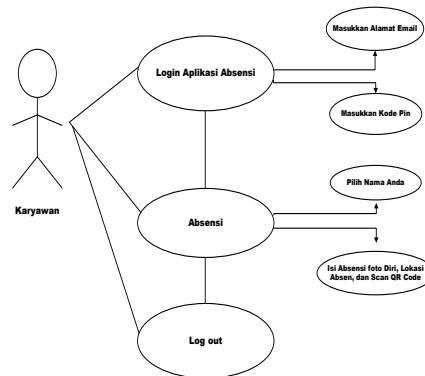 Masukkan Alamat Email
Login Aplikasi Absensi
Masukkan Kode Pin
Karyawan
Pilih Nama Anda
Absensi
Isi Absensi foto Diri, Lokasi
Absen, dan Scan QR Code
Log out